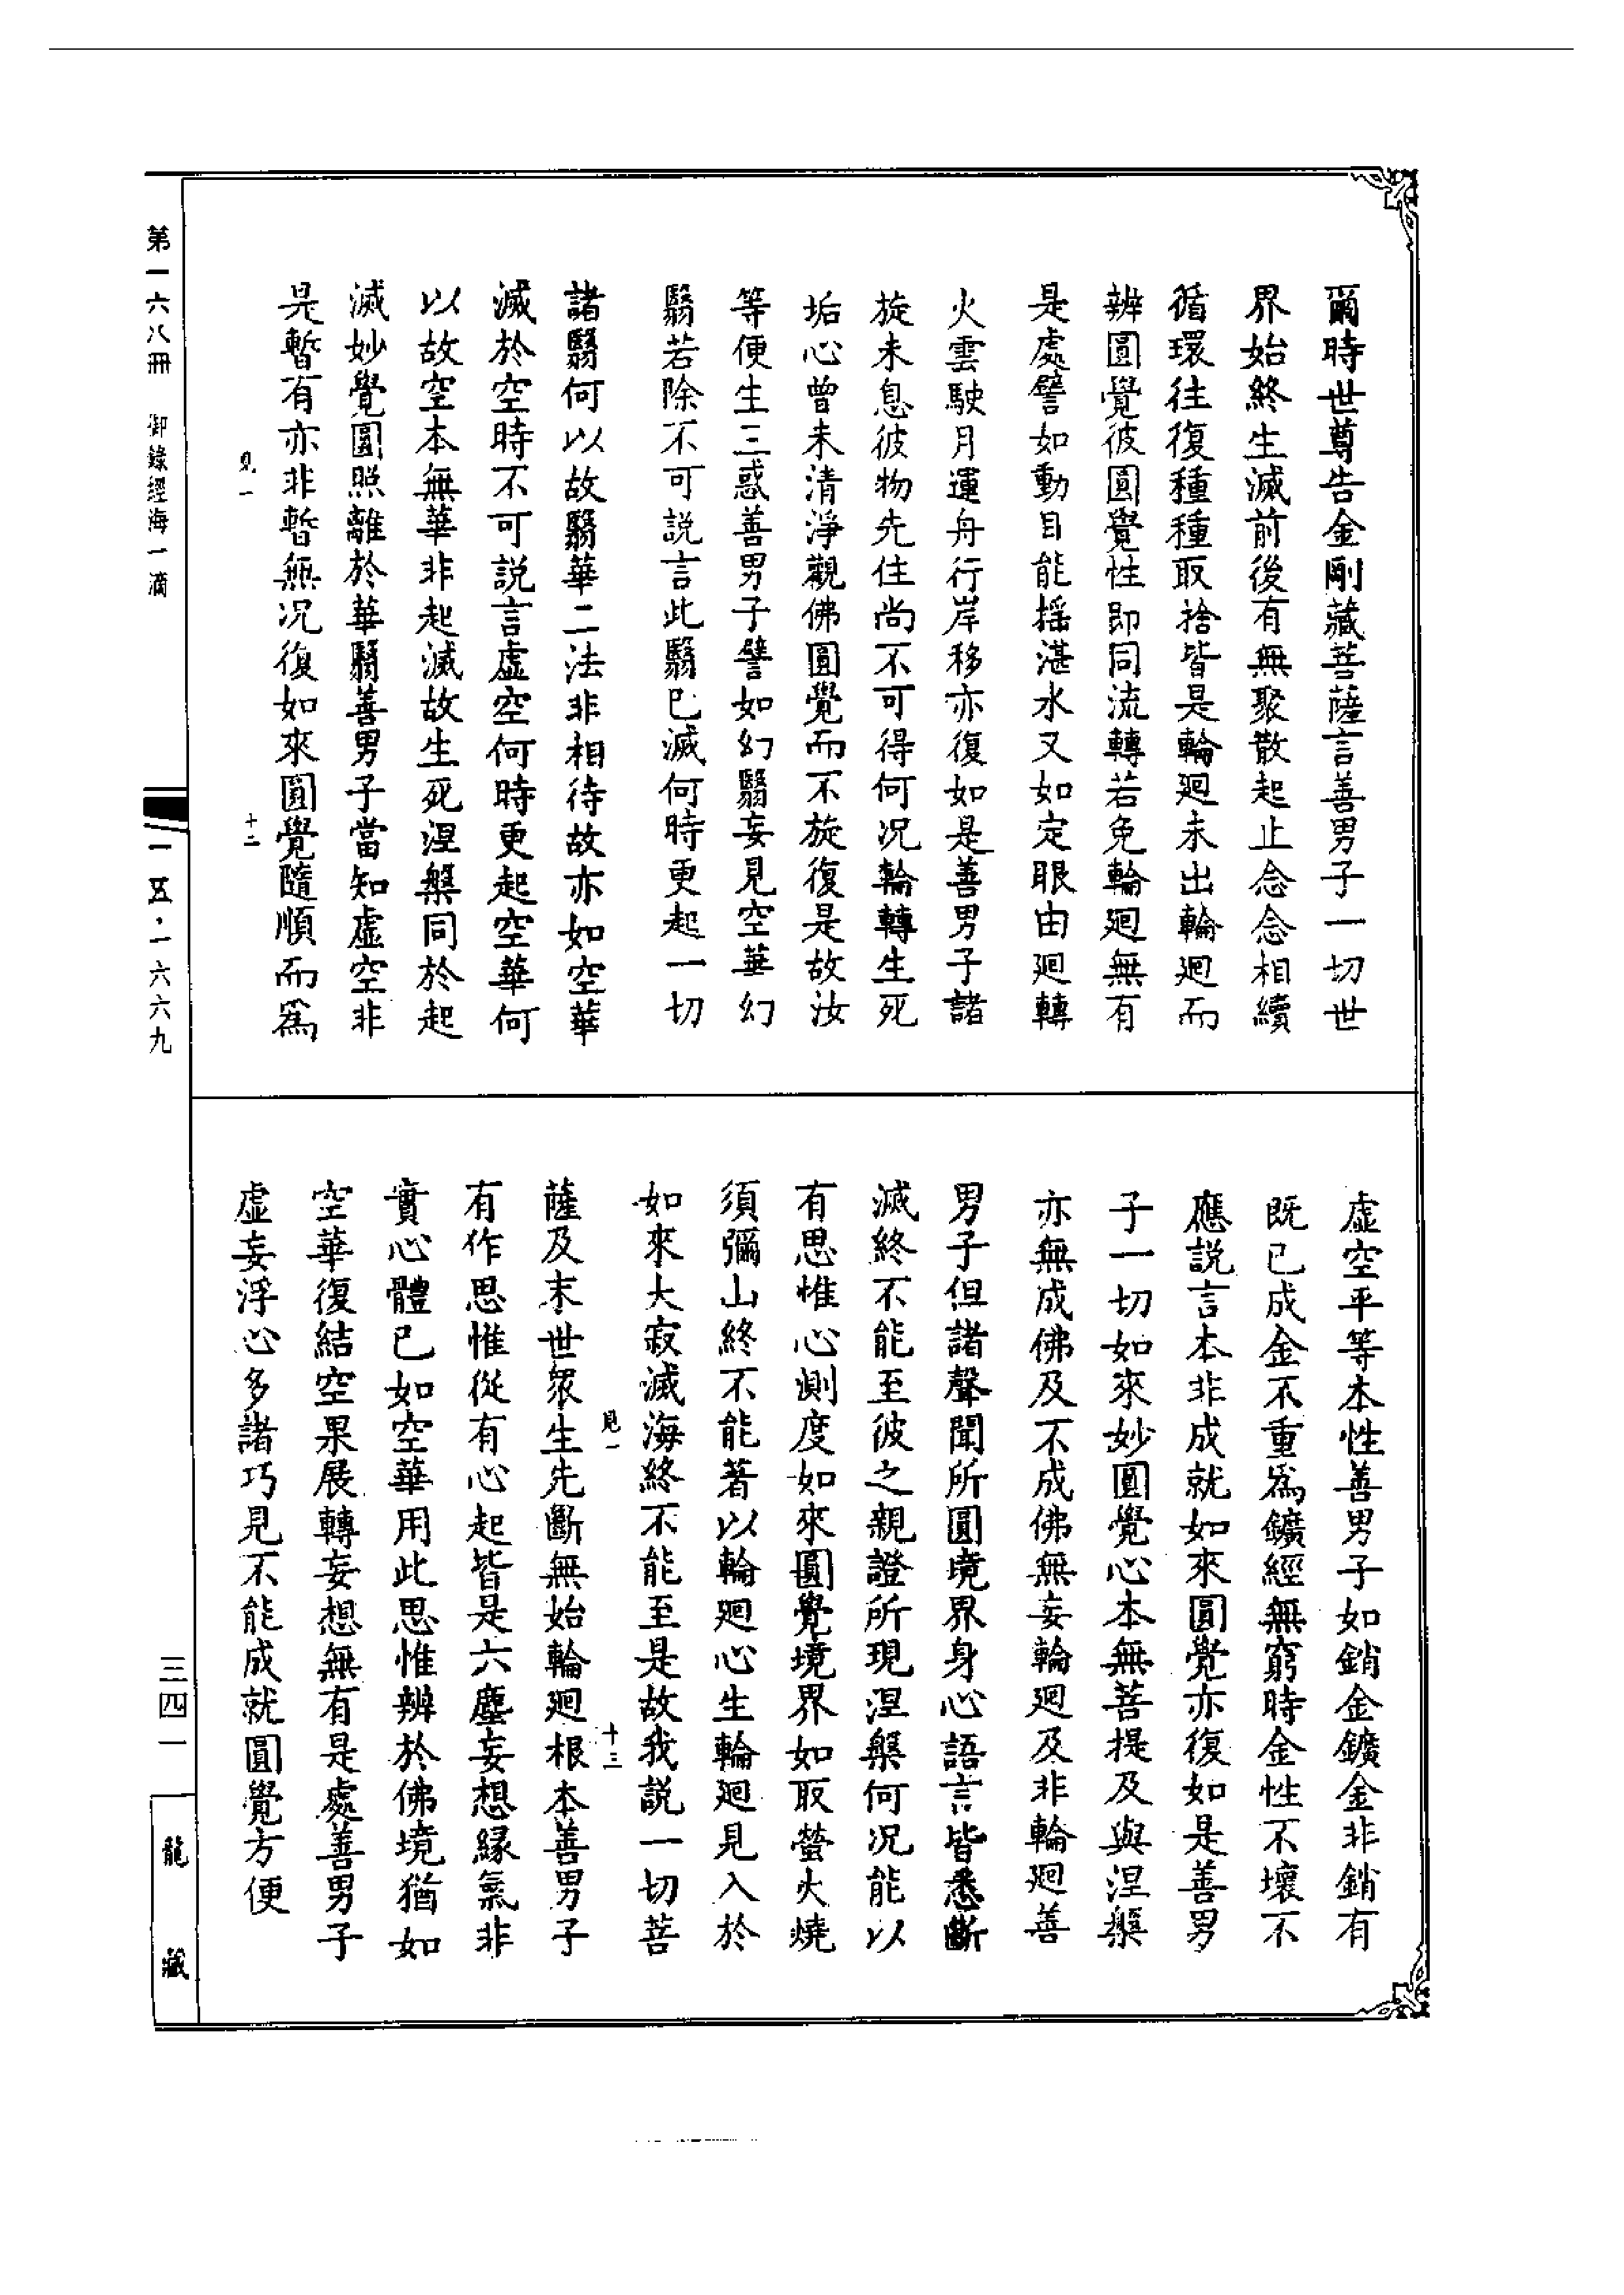 爾時世尊告金剛藏菩薩言善男子一切世
界始終生滅前後有無聚散起止念念相續
循環往復種種取捨皆是輪廻未出輪廻而
辨圓覺彼圓覺性即同流轉若免輪廻無有
是處譬如動目能揺湛水又如定眼由廻轉
火雲駛月運舟行岸移亦復如是善男子諸
旋未息彼物先住尚不可得何况輪轉生死
垢心曾未清淨觀佛圓覺而不旋復是故汝
等便生三惑善男子譬如幻翳妄見空華幻
翳若除不可説言此翳已滅何時更起一切
諸翳何以故翳華二法非相待故亦如空華
滅於空時不可説言虛空何時更起空華何
以故空本無華非起滅故生死涅槃同於起
滅妙覺圓照離於華翳善男子當知虛空非
是暫有亦非暫無况復如來圓覺隨順而爲
見一
十二
虛空平等本性善男子如銷金鑛金非銷有
既已成金不重爲鑛經無窮時金性不壞不
應説言本非成就如來圓覺亦復如是善男
子一切如來妙圓覺心本無菩提及與涅槃
亦無成佛及不成佛無妄輪廻及非輪廻善
男子但諸聲聞所圓境界身心語言皆悉斷
滅終不能至彼之親證所現涅槃何况能以
有思惟心測度如來圓覺境界如取螢火燒
須彌山終不能著以輪廻心生輪廻見入於
如來大寂滅海終不能至是故我説一切菩
見一
十三
薩及末世衆生先斷無始輪廻根本善男子
有作思惟從有心起皆是六塵妄想緣氣非
實心體已如空華用此思惟辨於佛境猶如
空華復結空果展轉妄想無有是處善男子
虛妄浮心多諸巧見不能成就圓覺方便
第一六八冊　御錄經海一滴
一五·一六六九
三四一
龍藏